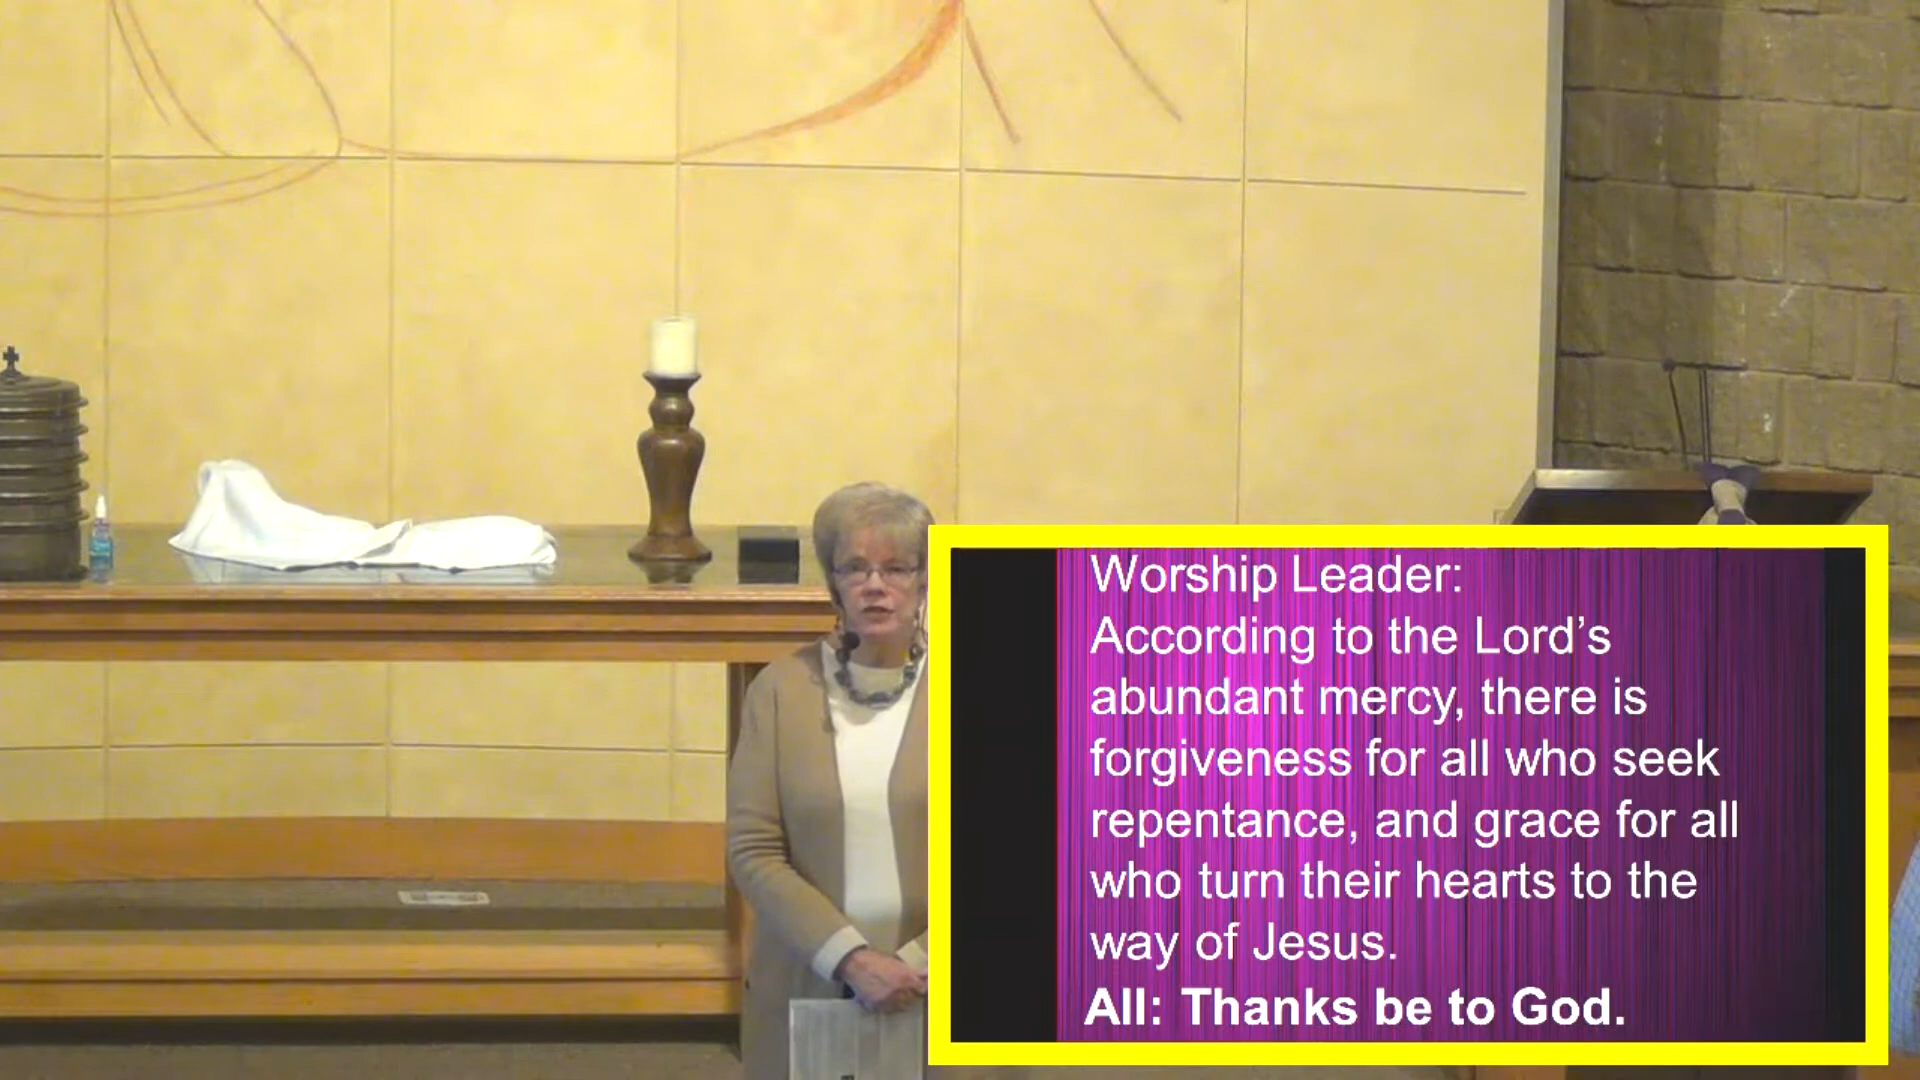 Worship Leader:
According to the Lord’s
abundant mercy, there is
forgiveness for all who seek
repentance, and grace for all
who turn their hearts to the
way of Jesus.
All: Thanks be to God.